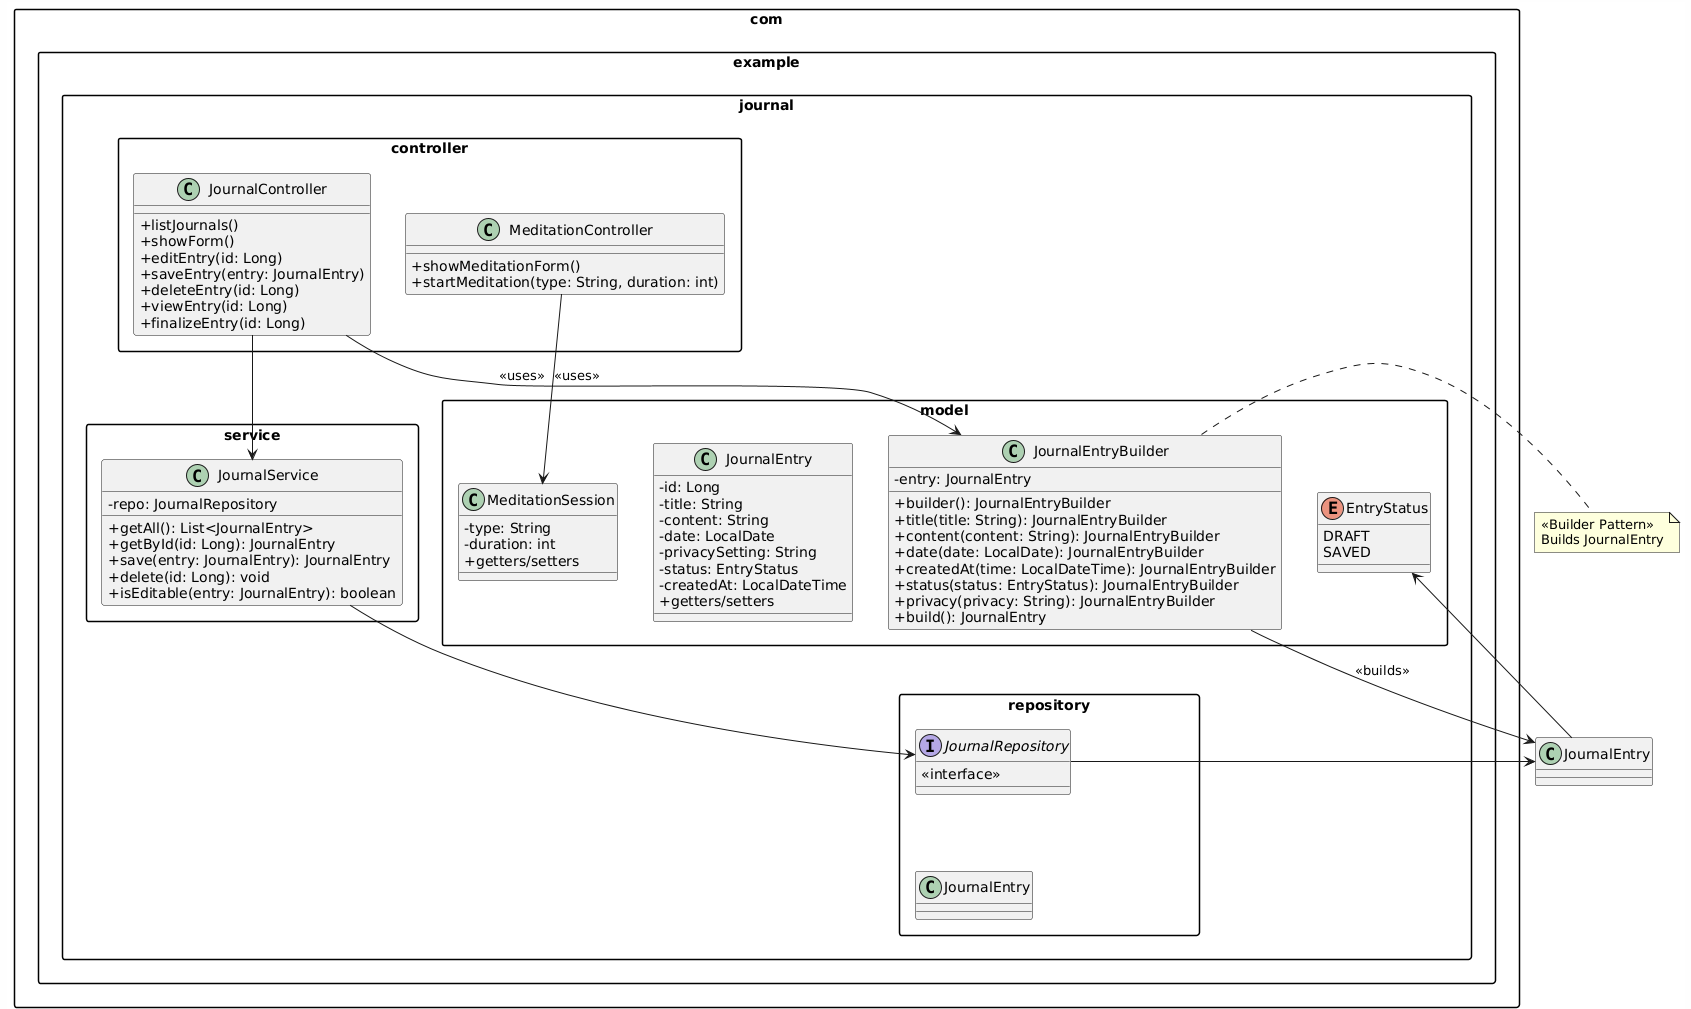 com
example
journal
controller
C JournalController
+listJournals()
+showForm()
+editEntry(id: Long)
+saveEntry(entry: JournalEntry)
+deleteEntry(id: Long)
+viewEntry(id: Long)
+finalizeEntry(id: Long)
C MeditationController
+showMeditationForm()
+startMeditation(type: String, duration: int)
«uses»
«uses»
service
C JournalService
-repo: JournalRepository
+getAll(): List<JournalEntry>
+getById(id: Long): JournalEntry
+save(entry: JournalEntry): JournalEntry
+delete(id: Long): void
+isEditable(entry: JournalEntry): boolean
model
C MeditationSession
-type: String
-duration: int
+getters/setters
C JournalEntry
-id: Long
-title: String
-content: String
-date: LocalDate
-privacySetting: String
-status: EntryStatus
-createdAt: LocalDateTime
+getters/setters
C JournalEntryBuilder
-entry: JournalEntry
+builder(): JournalEntryBuilder
+title(title: String): JournalEntryBuilder
+content(content: String): JournalEntryBuilder
+date(date: LocalDate): JournalEntryBuilder
+createdAt(time: LocalDateTime): JournalEntryBuilder
+status(status: EntryStatus): JournalEntryBuilder
+privacy(privacy: String): JournalEntryBuilder
+build(): JournalEntry
E EntryStatus
DRAFT
SAVED
«Builder Pattern»
Builds JournalEntry
«builds»
repository
I JournalRepository
«interface»
C JournalEntry
C JournalEntry